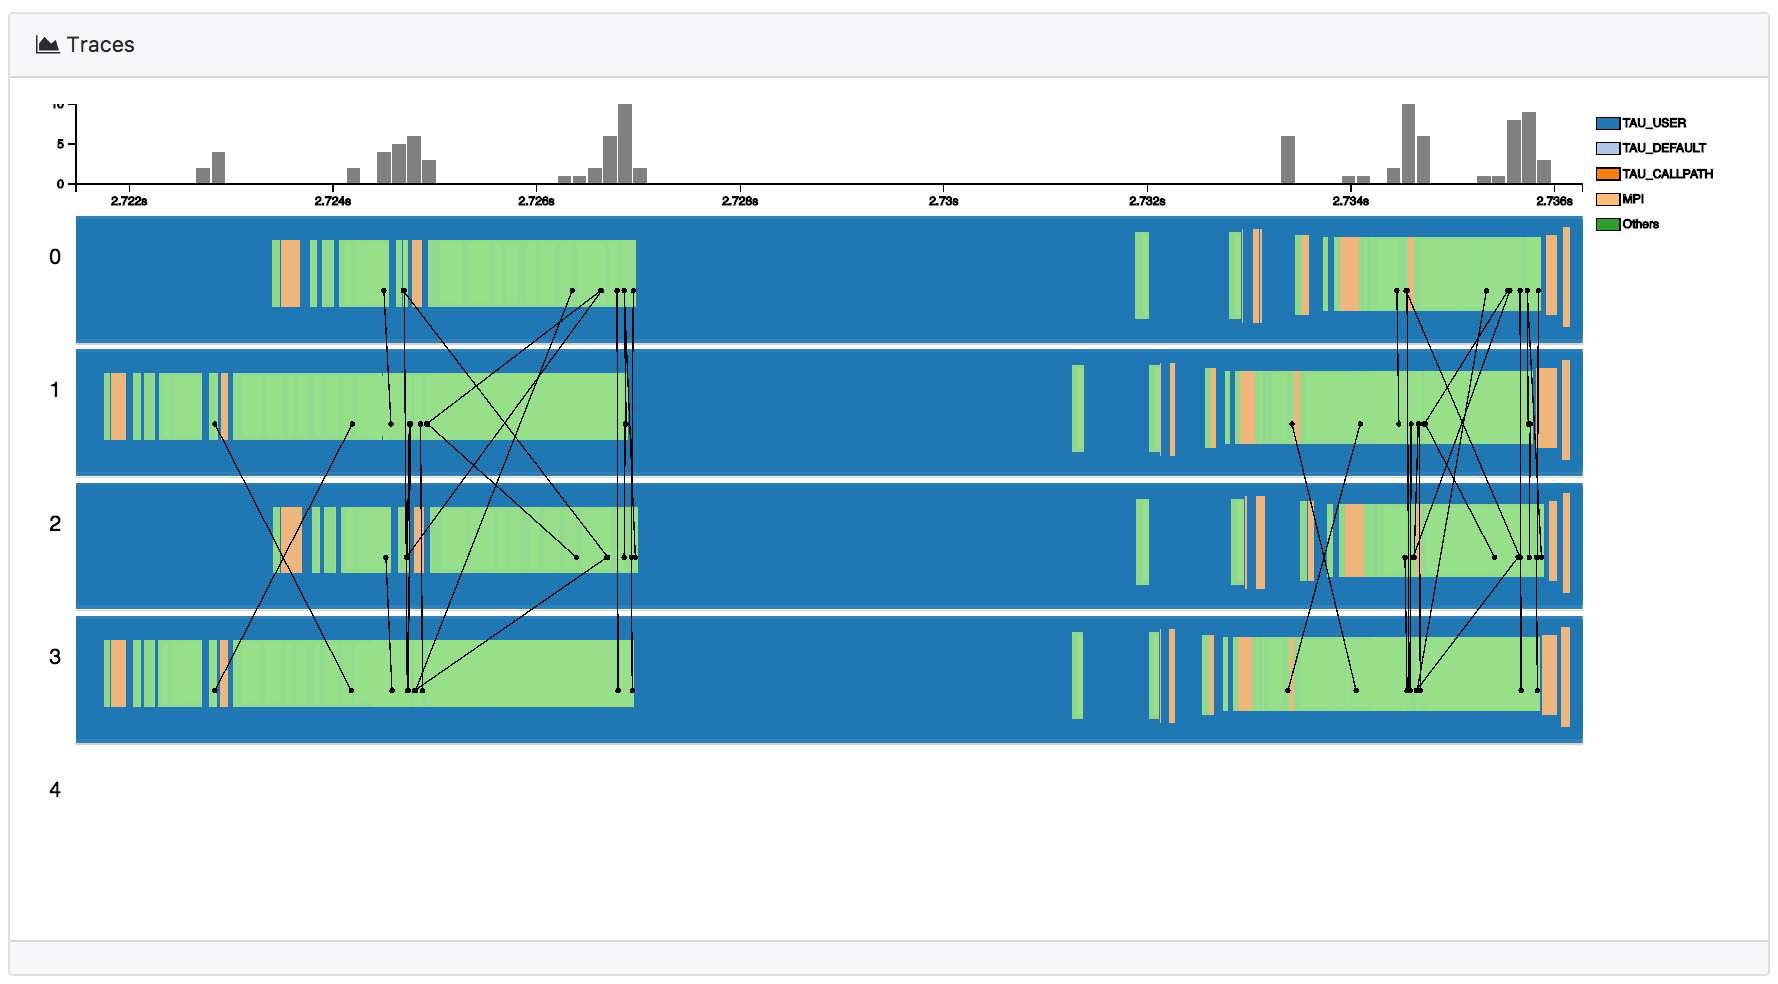 Traces
10
5
0
2.722s 2.724s 2.726s 2.728s 2.73s 2.732s 2.734s 2.736s
TAU_USER
TAU_DEFAULT
TAU_CALLPATH
MPI
Others
0
1
2
3
4